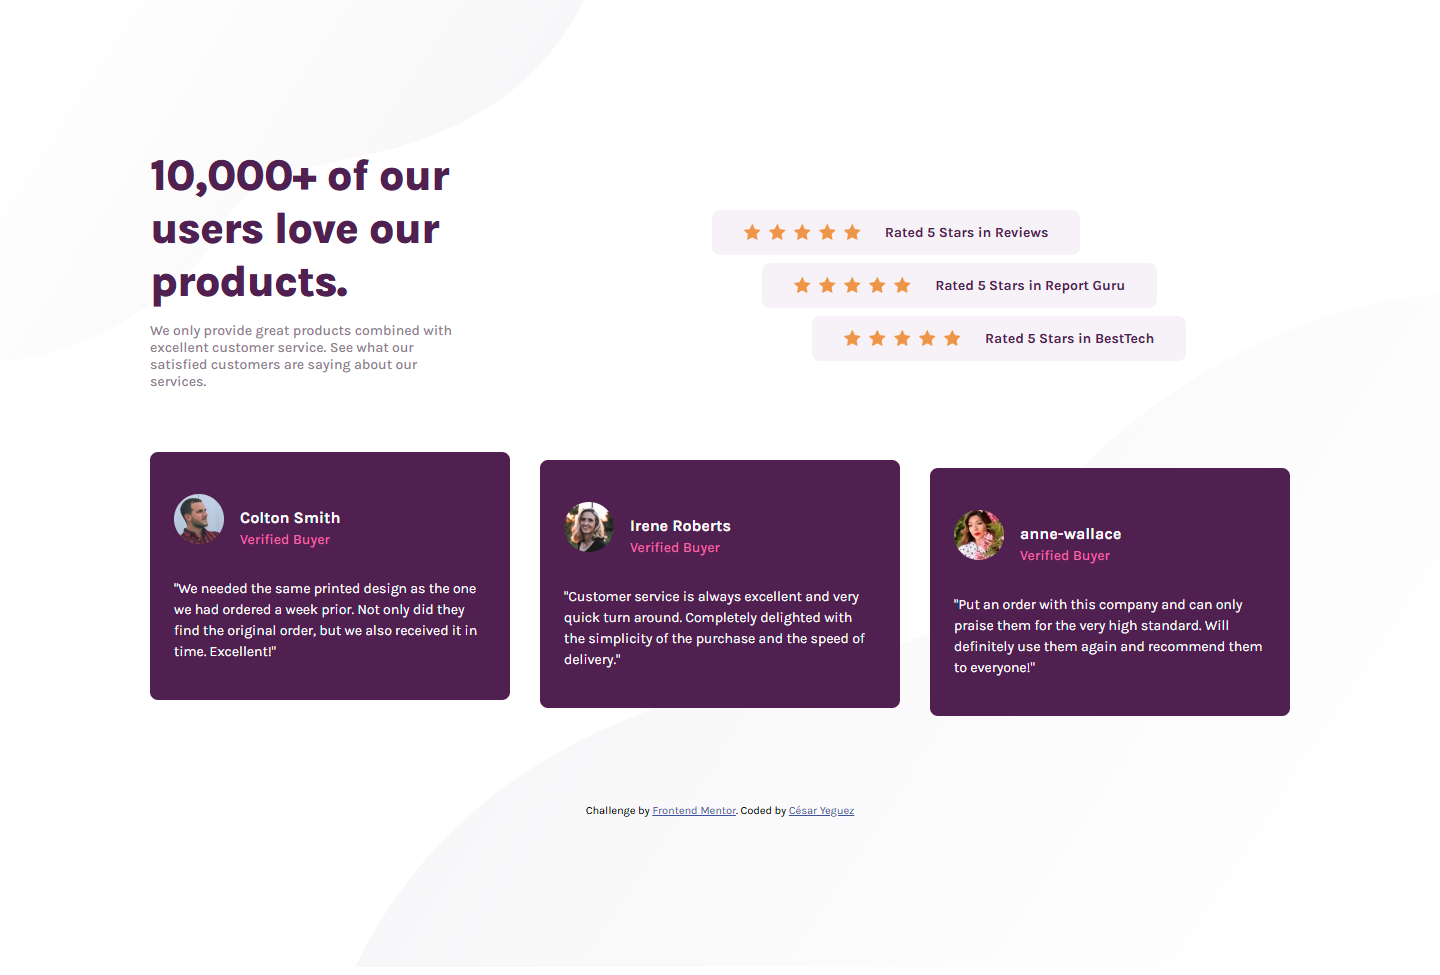 10,000+ of our
users love our
products.
We only provide great products combined with
excellent customer service. See what our
satisfied customers are saying about our
services.
Rated 5 Stars in Reviews
Rated 5 Stars in Report Guru
Rated 5 Stars in BestTech
Colton Smith
Verified Buyer
"We needed the same printed design as the one
we had ordered a week prior. Not only did they
find the original order, but we also received it in
time. Excellent!"
Irene Roberts
Verified Buyer
"Customer service is always excellent and very
quick turn around. Completely delighted with
the simplicity of the purchase and the speed of
delivery."
anne-wallace
Verified Buyer
"Put an order with this company and can only
praise them for the very high standard. Will
definitely use them again and recommend them
to everyone!"
Challenge by Frontend Mentor. Coded by César Yeguez